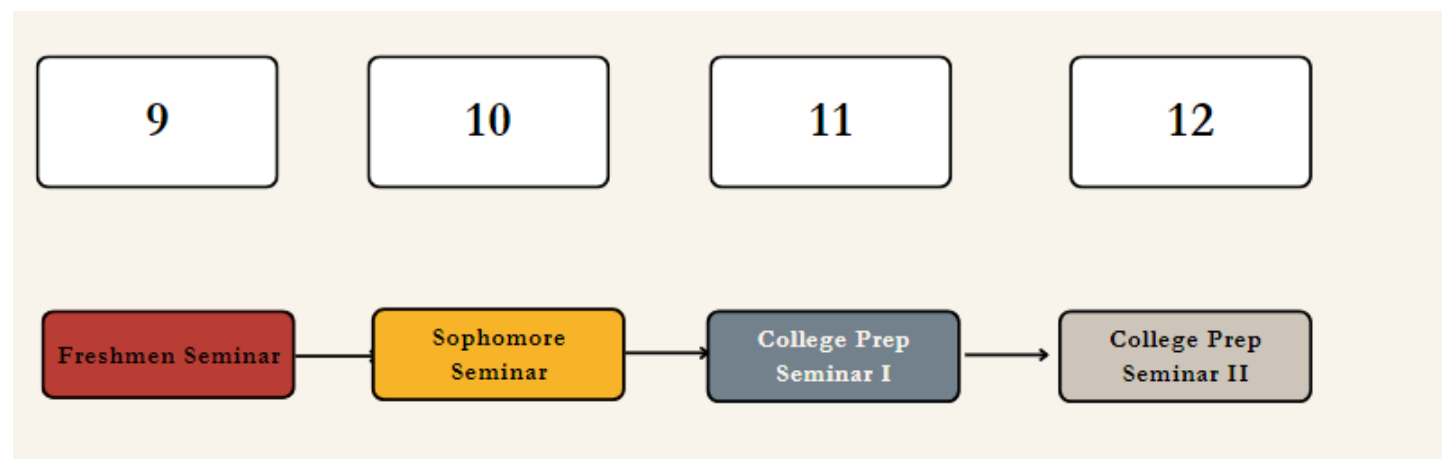 9
10
11
12
Freshmen Seminar
Sophomore
Seminar
College Prep
Seminar I
College Prep
Seminar II